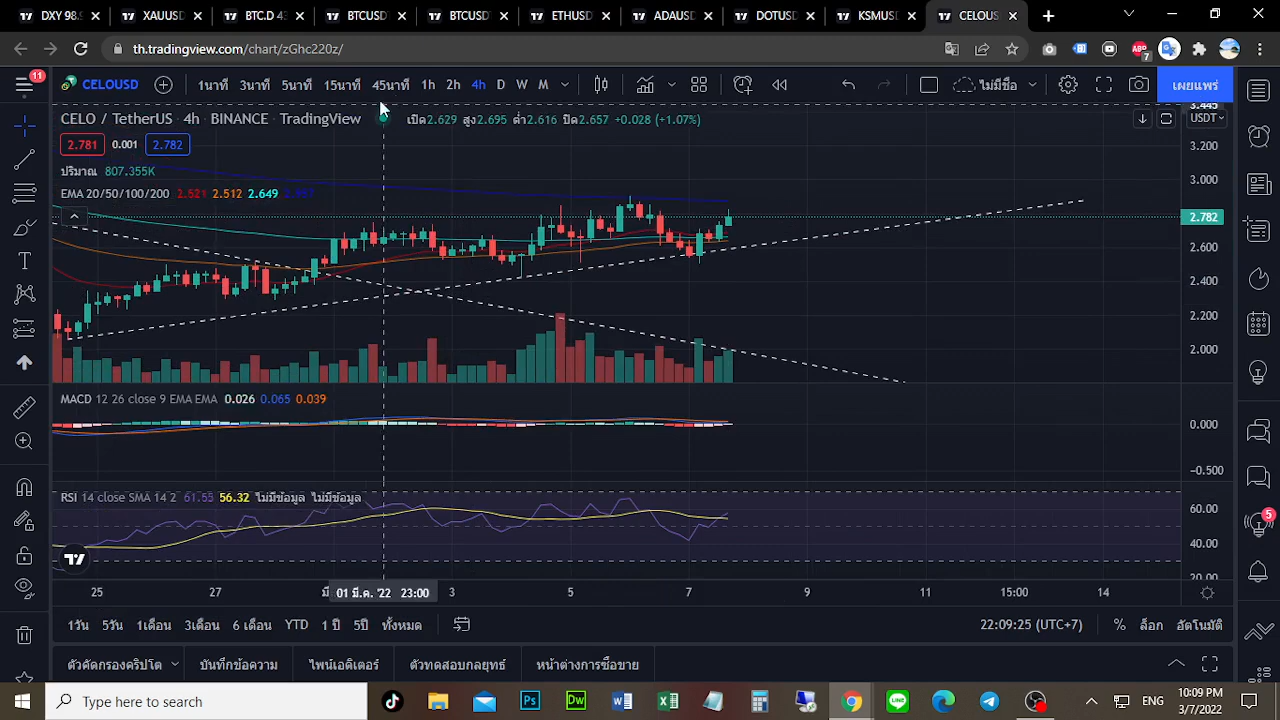 DXY 98.9
XAUUSD
BTC.D 43
BTCUSD
BTCUSD
ETHUSD
ADAUSD
DOTUSD
KSMUSD
CELOUS
th.tradingview.com/chart/zGhc220z/
ABP
7
11
CELOUSD
1นาที 3นาที 5นาที 15นาที 45นาที 1h 2h 4h D W M
ไม่มีชื่อ
เผยแพร่
CELO / TetherUS · 4h · BINANCE · TradingView
เปิด2.629 สูง2.695 ต่ำ2.616 ปิด2.657 +0.028 (+1.07%)
USDT
2.781 0.001 2.782
ปริมาณ 807.355K
EMA 20/50/100/200 2.521 2.512 2.649
3.445
3.200
3.000
2.782
2.600
2.400
2.200
2.000
MACD 12 26 close 9 EMA EMA 0.026 0.065 0.039
0.000
-0.500
RSI 14 close SMA 14 2 61.55 56.32 ไม่มีข้อมูล ไม่มีข้อมูล
60.00
40.00
20.00
5
25 27 01 มี.ค. '22 23:00 3 5 7 9 11 15:00 14
1วัน 5วัน 1เดือน 3เดือน 6 เดือน YTD 1 ปี 5ปี ทั้งหมด
22:09:25 (UTC+7) % ล็อก อัตโนมัติ
ตัวคัดกรองคริปโต บันทึกข้อความ ไพน์เอดิเตอร์ ตัวทดสอบกลยุทธ์ หน้าต่างการซื้อขาย
Type here to search
Ps
Dw
LINE
ENG
10:09 PM
3/7/2022